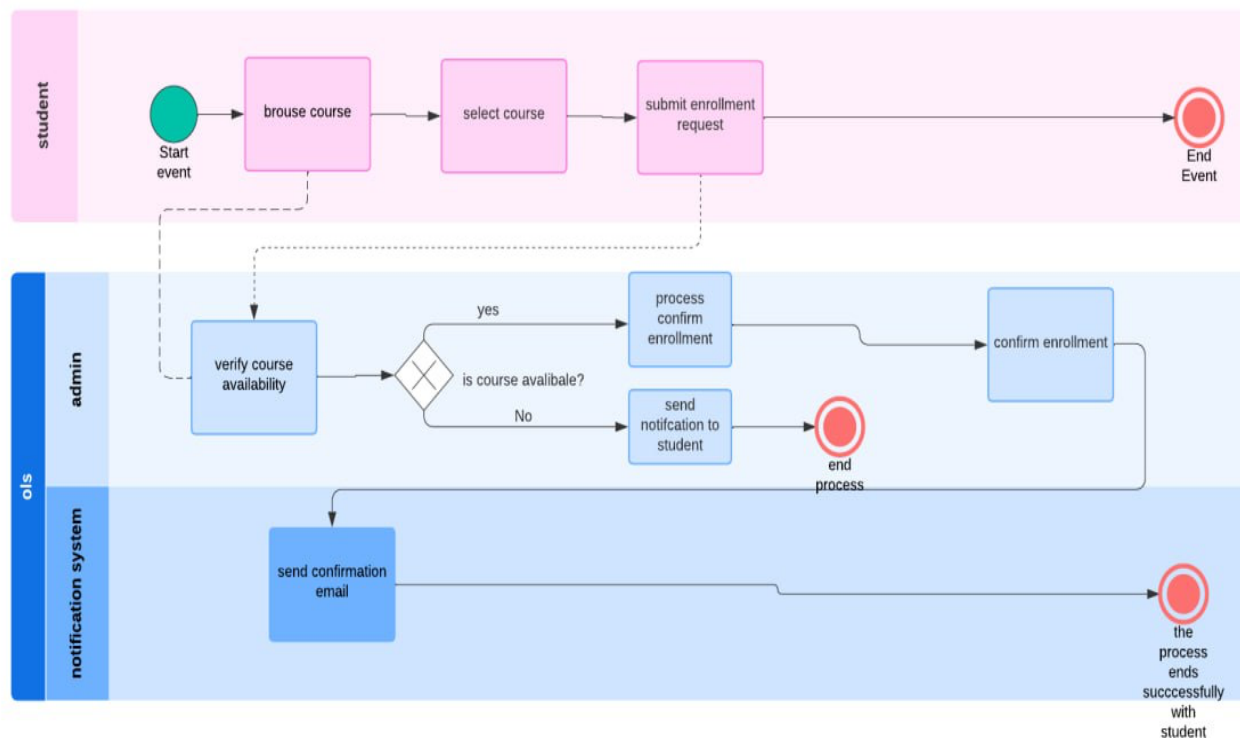 student
Start
event
brouse course
select course
submit enrollment
request
End
Event
ols
admin
verify course
availability
yes
is course avalibale?
No
process
confirm
enrollment
send
notifcation to
student
end
process
confirm enrollment
notification system
send confirmation
email
the
process
ends
succcessfully
with
student